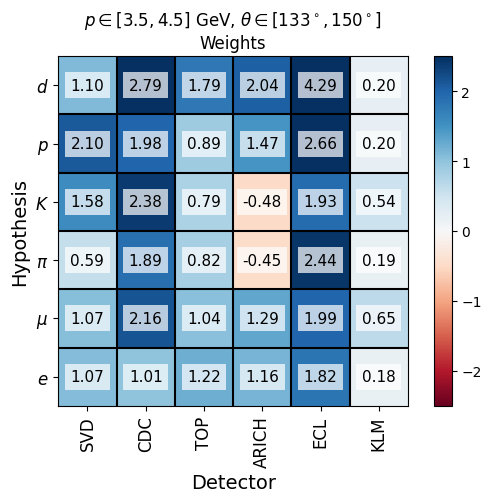 p ∈ [3.5, 4.5] GeV, θ ∈ [133°, 150°]
Weights
Hypothesis
d 1.10 2.79 1.79 2.04 4.29 0.20
p 2.10 1.98 0.89 1.47 2.66 0.20
K 1.58 2.38 0.79 -0.48 1.93 0.54
π 0.59 1.89 0.82 -0.45 2.44 0.19
μ 1.07 2.16 1.04 1.29 1.99 0.65
e 1.07 1.01 1.22 1.16 1.82 0.18
SVD CDC TOP ARICH ECL KLM
Detector
2
1
0
−1
−2